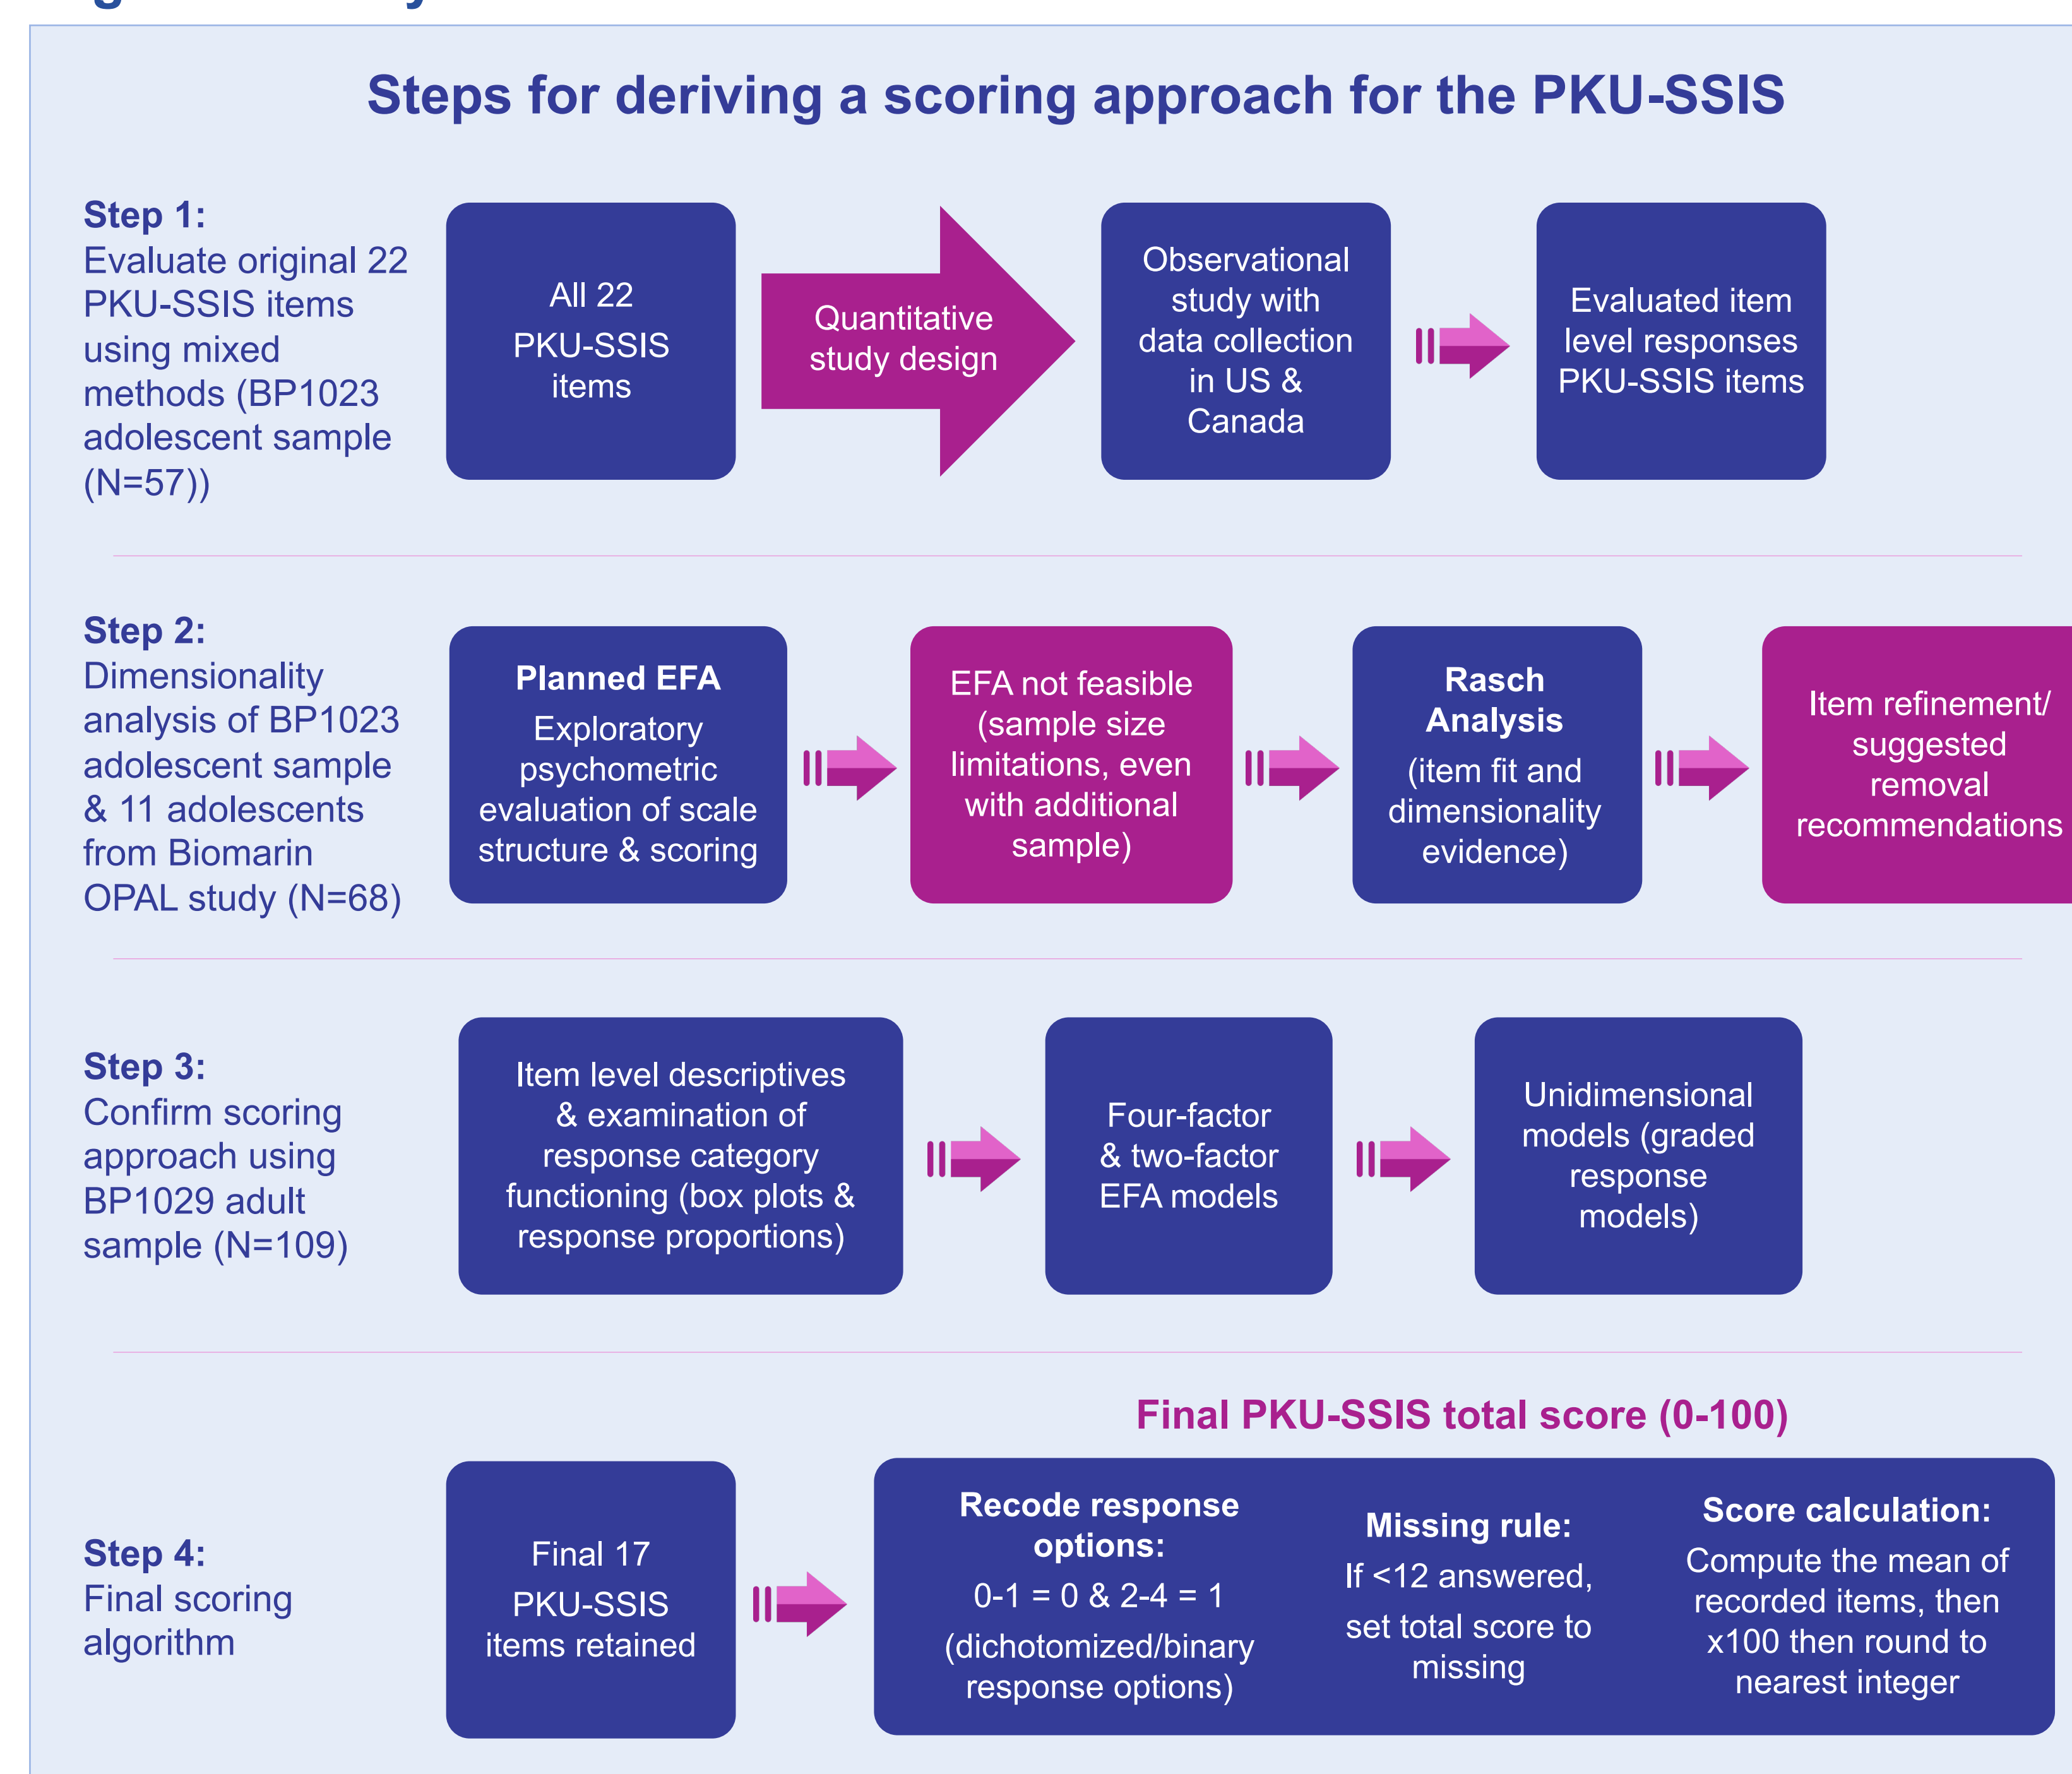 Steps for deriving a scoring approach for the PKU-SSIS
Step 1:
Evaluate original 22
PKU-SSIS items
using mixed
methods (BP1023
adolescent sample
(N=57))
All 22
PKU-SSIS
items
Quantitative
study design
Observational
study with
data collection
in US &
Canada
Evaluated item
level responses
PKU-SSIS items
Step 2:
Dimensionality
analysis of BP1023
adolescent sample
& 11 adolescents
from Biomarin
OPAL study (N=68)
Planned EFA
Exploratory
psychometric
evaluation of scale
structure & scoring
EFA not feasible
(sample size
limitations, even
with additional
sample)
Rasch
Analysis
(item fit and
dimensionality
evidence)
Item refinement/
suggested
removal
recommendations
Step 3:
Confirm scoring
approach using
BP1029 adult
sample (N=109)
Item level descriptives
& examination of
response category
functioning (box plots &
response proportions)
Four-factor
& two-factor
EFA models
Unidimensional
models (graded
response
models)
Step 4:
Final scoring
algorithm
Final 17
PKU-SSIS
items retained
Final PKU-SSIS total score (0-100)
Recode response
options:
0-1 = 0 & 2-4 = 1
(dichotomized/binary
response options)
Missing rule:
If <12 answered,
set total score to
missing
Score calculation:
Compute the mean of
recorded items, then
x100 then round to
nearest integer